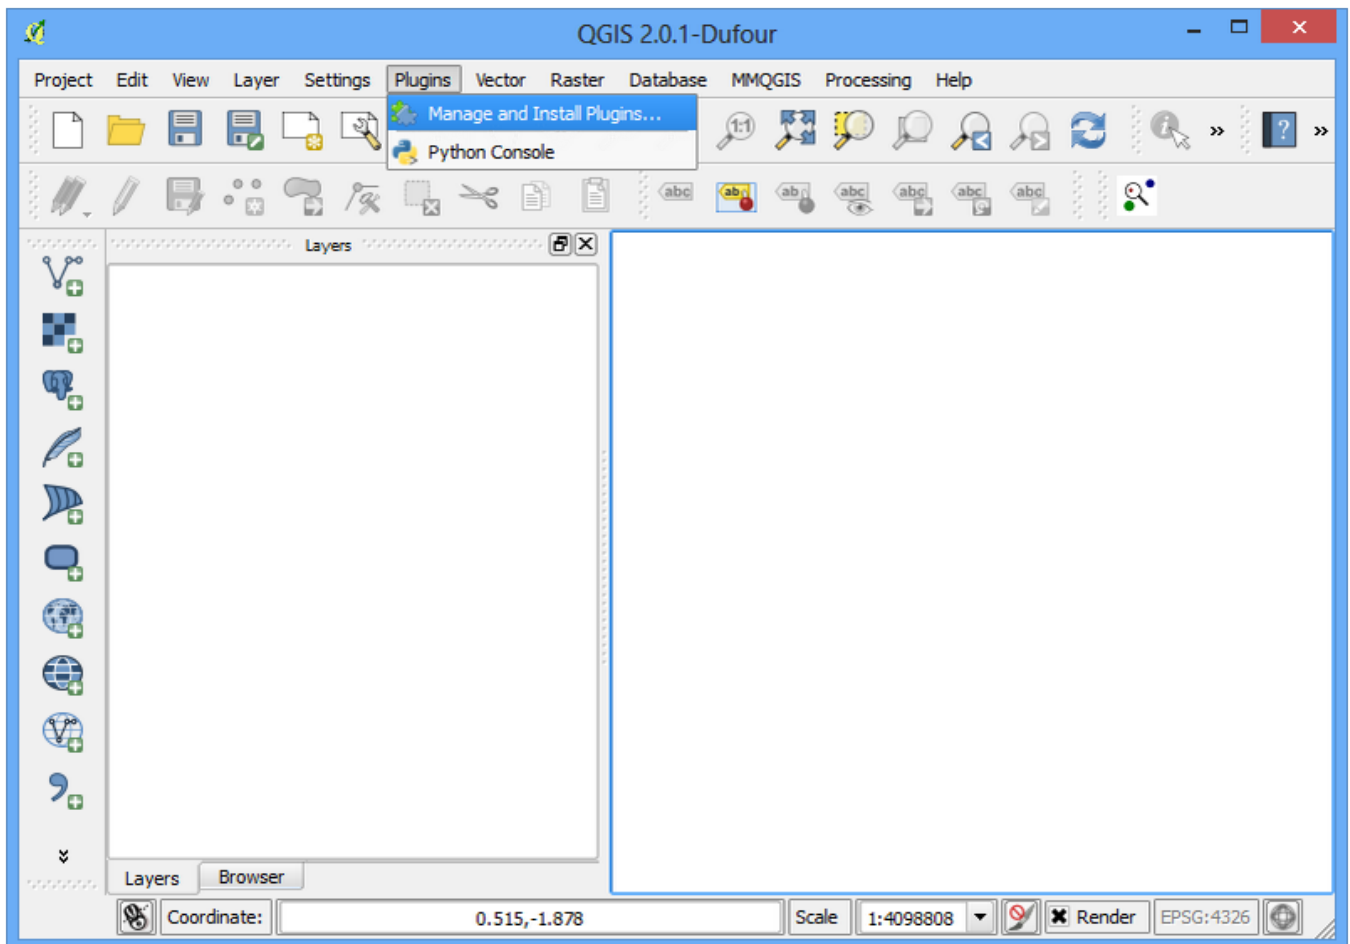 QGIS 2.0.1-Dufour
Project Edit View Layer Settings Plugins Vector Raster Database MMQGIS Processing Help
Manage and Install Plugins...
1:1
?
Python Console
abc ab ab abc abc abc abc
Layers
Layers Browser
Coordinate: 0.515,-1.878 Scale 1:4098808 Render EPSG:4326